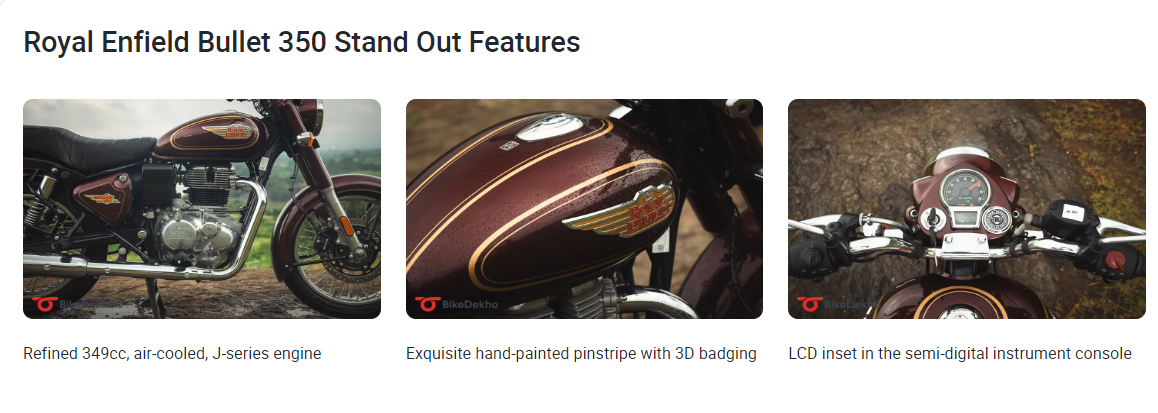 Royal Enfield Bullet 350 Stand Out Features
BikeDekho
BikeDekho
BikeDekho
Refined 349cc, air-cooled, J-series engine
Exquisite hand-painted pinstripe with 3D badging
LCD inset in the semi-digital instrument console